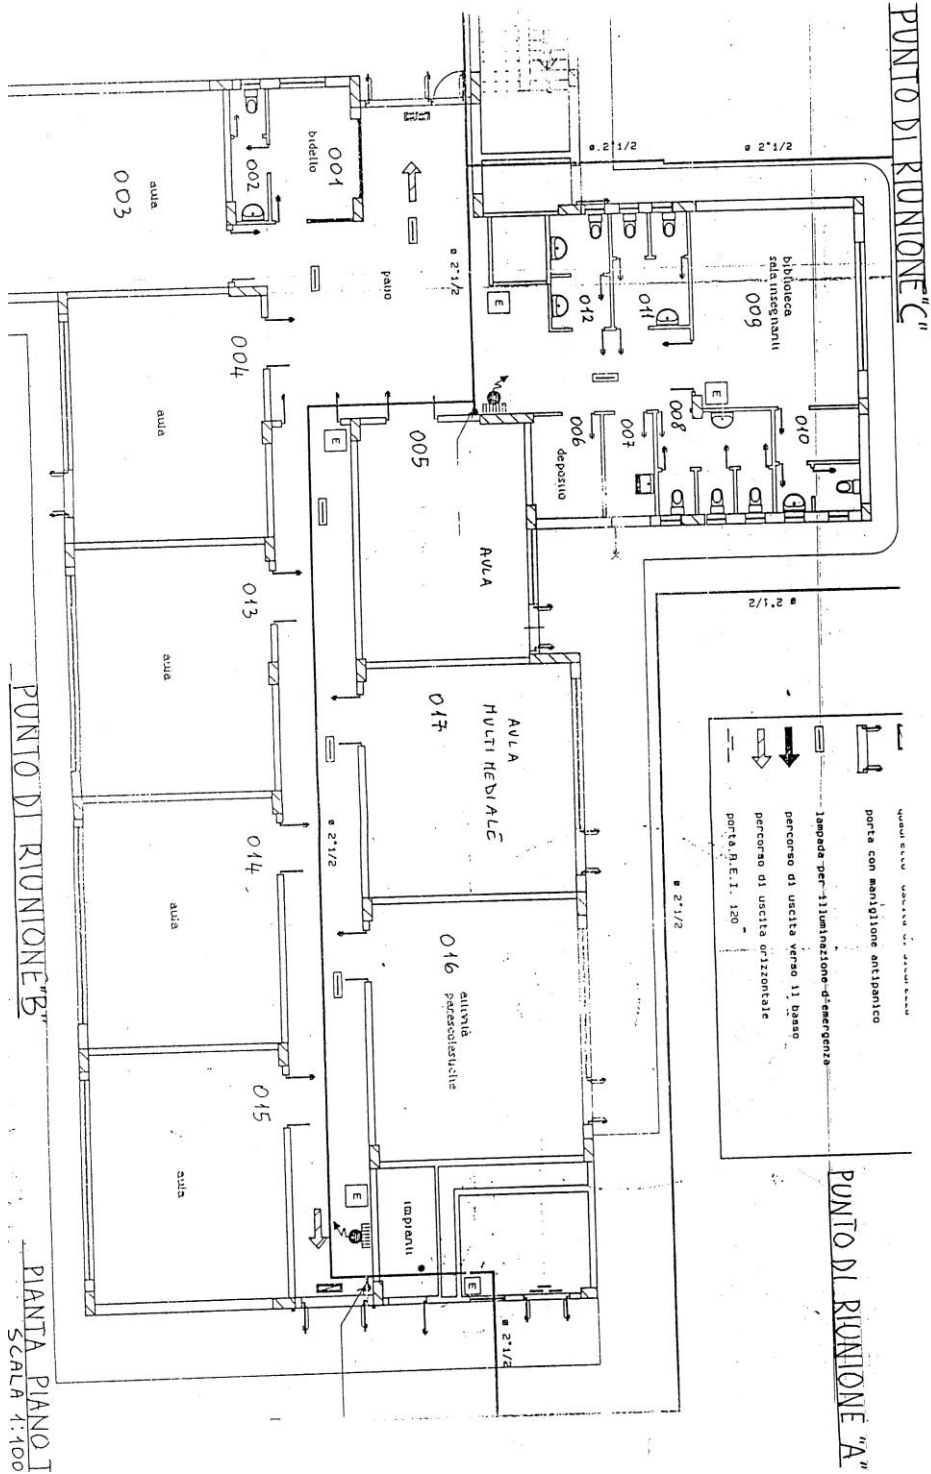 PUNTO DI RIUNIONE "C"
ø 2"1/2
ø 2"1/2
001
bidello
002
003
aula
patio
ø 2"1/2
E
012
011
009
biblioteca
sala insegnanti
E
004
aula
E
005
AULA
006
deposito
007
008
010
013
aula
017
AULA
MULTIMEDIALE
ø 2"1/2
ø 2"1/2
014
aula
ø 2"1/2
016
attività
parascolastiche
015
aula
E
impianti
E
ø 2"1/2
porta con maniglione antipanico
lampada per illuminazione d'emergenza
percorso di uscita verso il basso
percorso di uscita orizzontale
porta R.E.I. 120
PUNTO DI RIUNIONE "B"
PUNTO DI RIUNIONE "A"
PIANTA PIANO T
SCALA 1:100